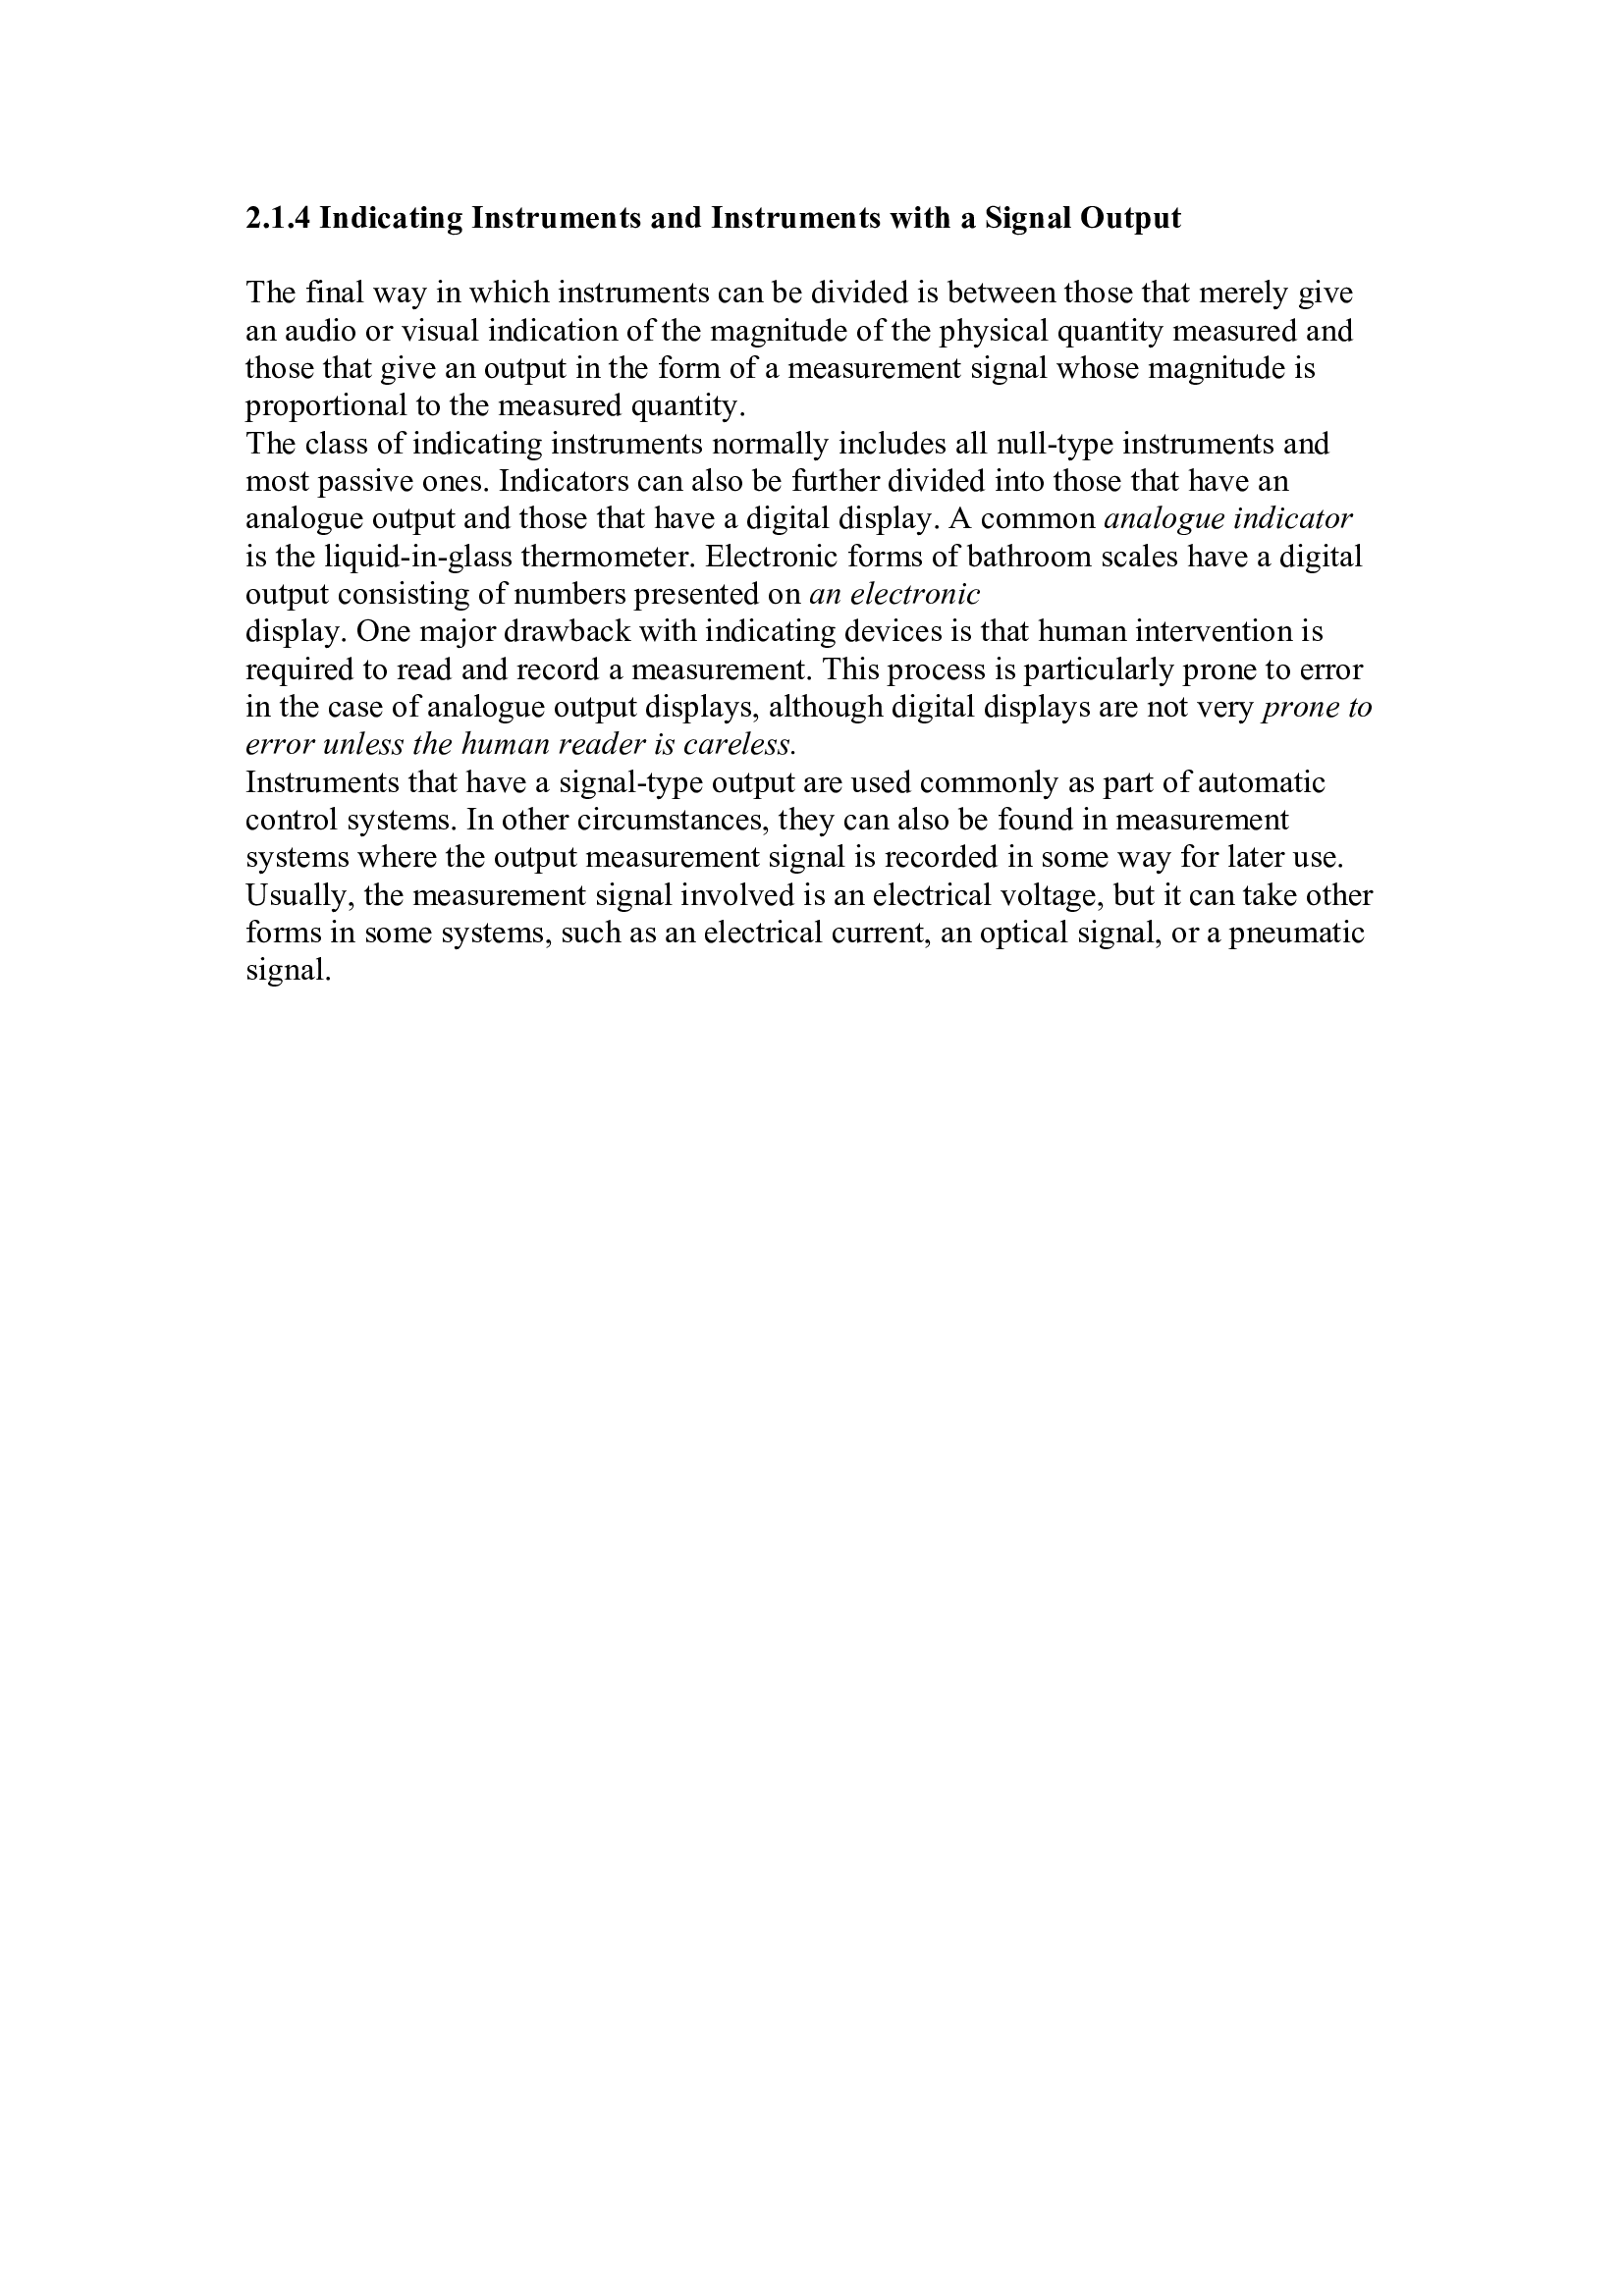 2.1.4 Indicating Instruments and Instruments with a Signal Output
The final way in which instruments can be divided is between those that merely give
an audio or visual indication of the magnitude of the physical quantity measured and
those that give an output in the form of a measurement signal whose magnitude is
proportional to the measured quantity.
The class of indicating instruments normally includes all null-type instruments and
most passive ones. Indicators can also be further divided into those that have an
analogue output and those that have a digital display. A common analogue indicator
is the liquid-in-glass thermometer. Electronic forms of bathroom scales have a digital
output consisting of numbers presented on an electronic
display. One major drawback with indicating devices is that human intervention is
required to read and record a measurement. This process is particularly prone to error
in the case of analogue output displays, although digital displays are not very prone to
error unless the human reader is careless.
Instruments that have a signal-type output are used commonly as part of automatic
control systems. In other circumstances, they can also be found in measurement
systems where the output measurement signal is recorded in some way for later use.
Usually, the measurement signal involved is an electrical voltage, but it can take other
forms in some systems, such as an electrical current, an optical signal, or a pneumatic
signal.